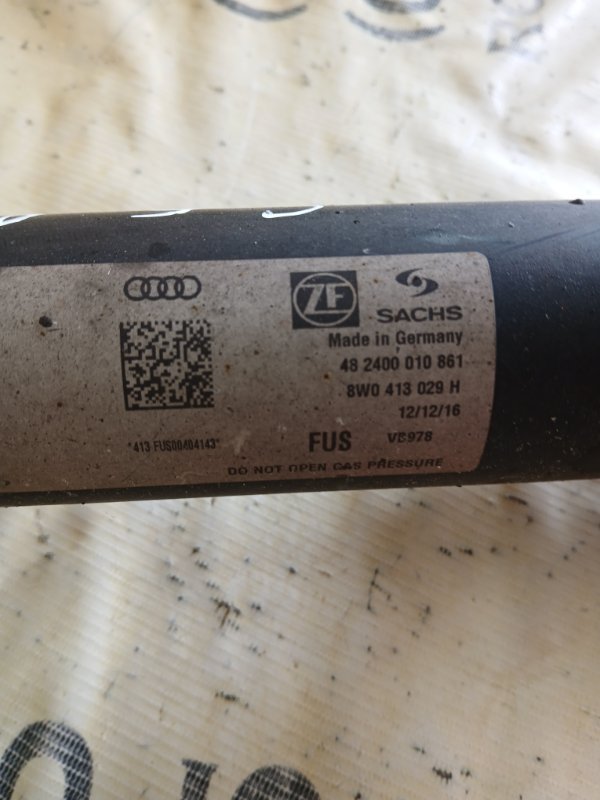 ZF
SACHS
Made in Germany
48 2400 010 861
8W0 413 029 H
12/12/16
*413 FUS00404143*
FUS
VB978
DO NOT OPEN GAS PRESSURE